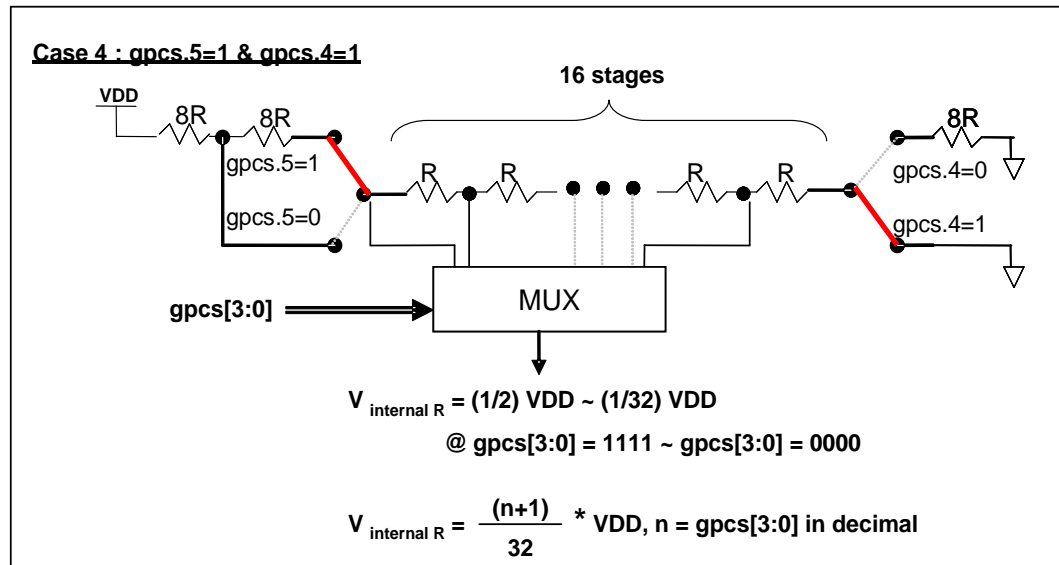 Case 4 : gpcs.5=1 & gpcs.4=1
16 stages
VDD
8R
8R
8R
gpcs.5=1
gpcs.4=0
R
R
R
R
gpcs.5=0
gpcs.4=1
MUX
gpcs[3:0]
V internal R = (1/2) VDD ~ (1/32) VDD
@ gpcs[3:0] = 1111 ~ gpcs[3:0] = 0000
V internal R = (n+1) / 32 * VDD, n = gpcs[3:0] in decimal